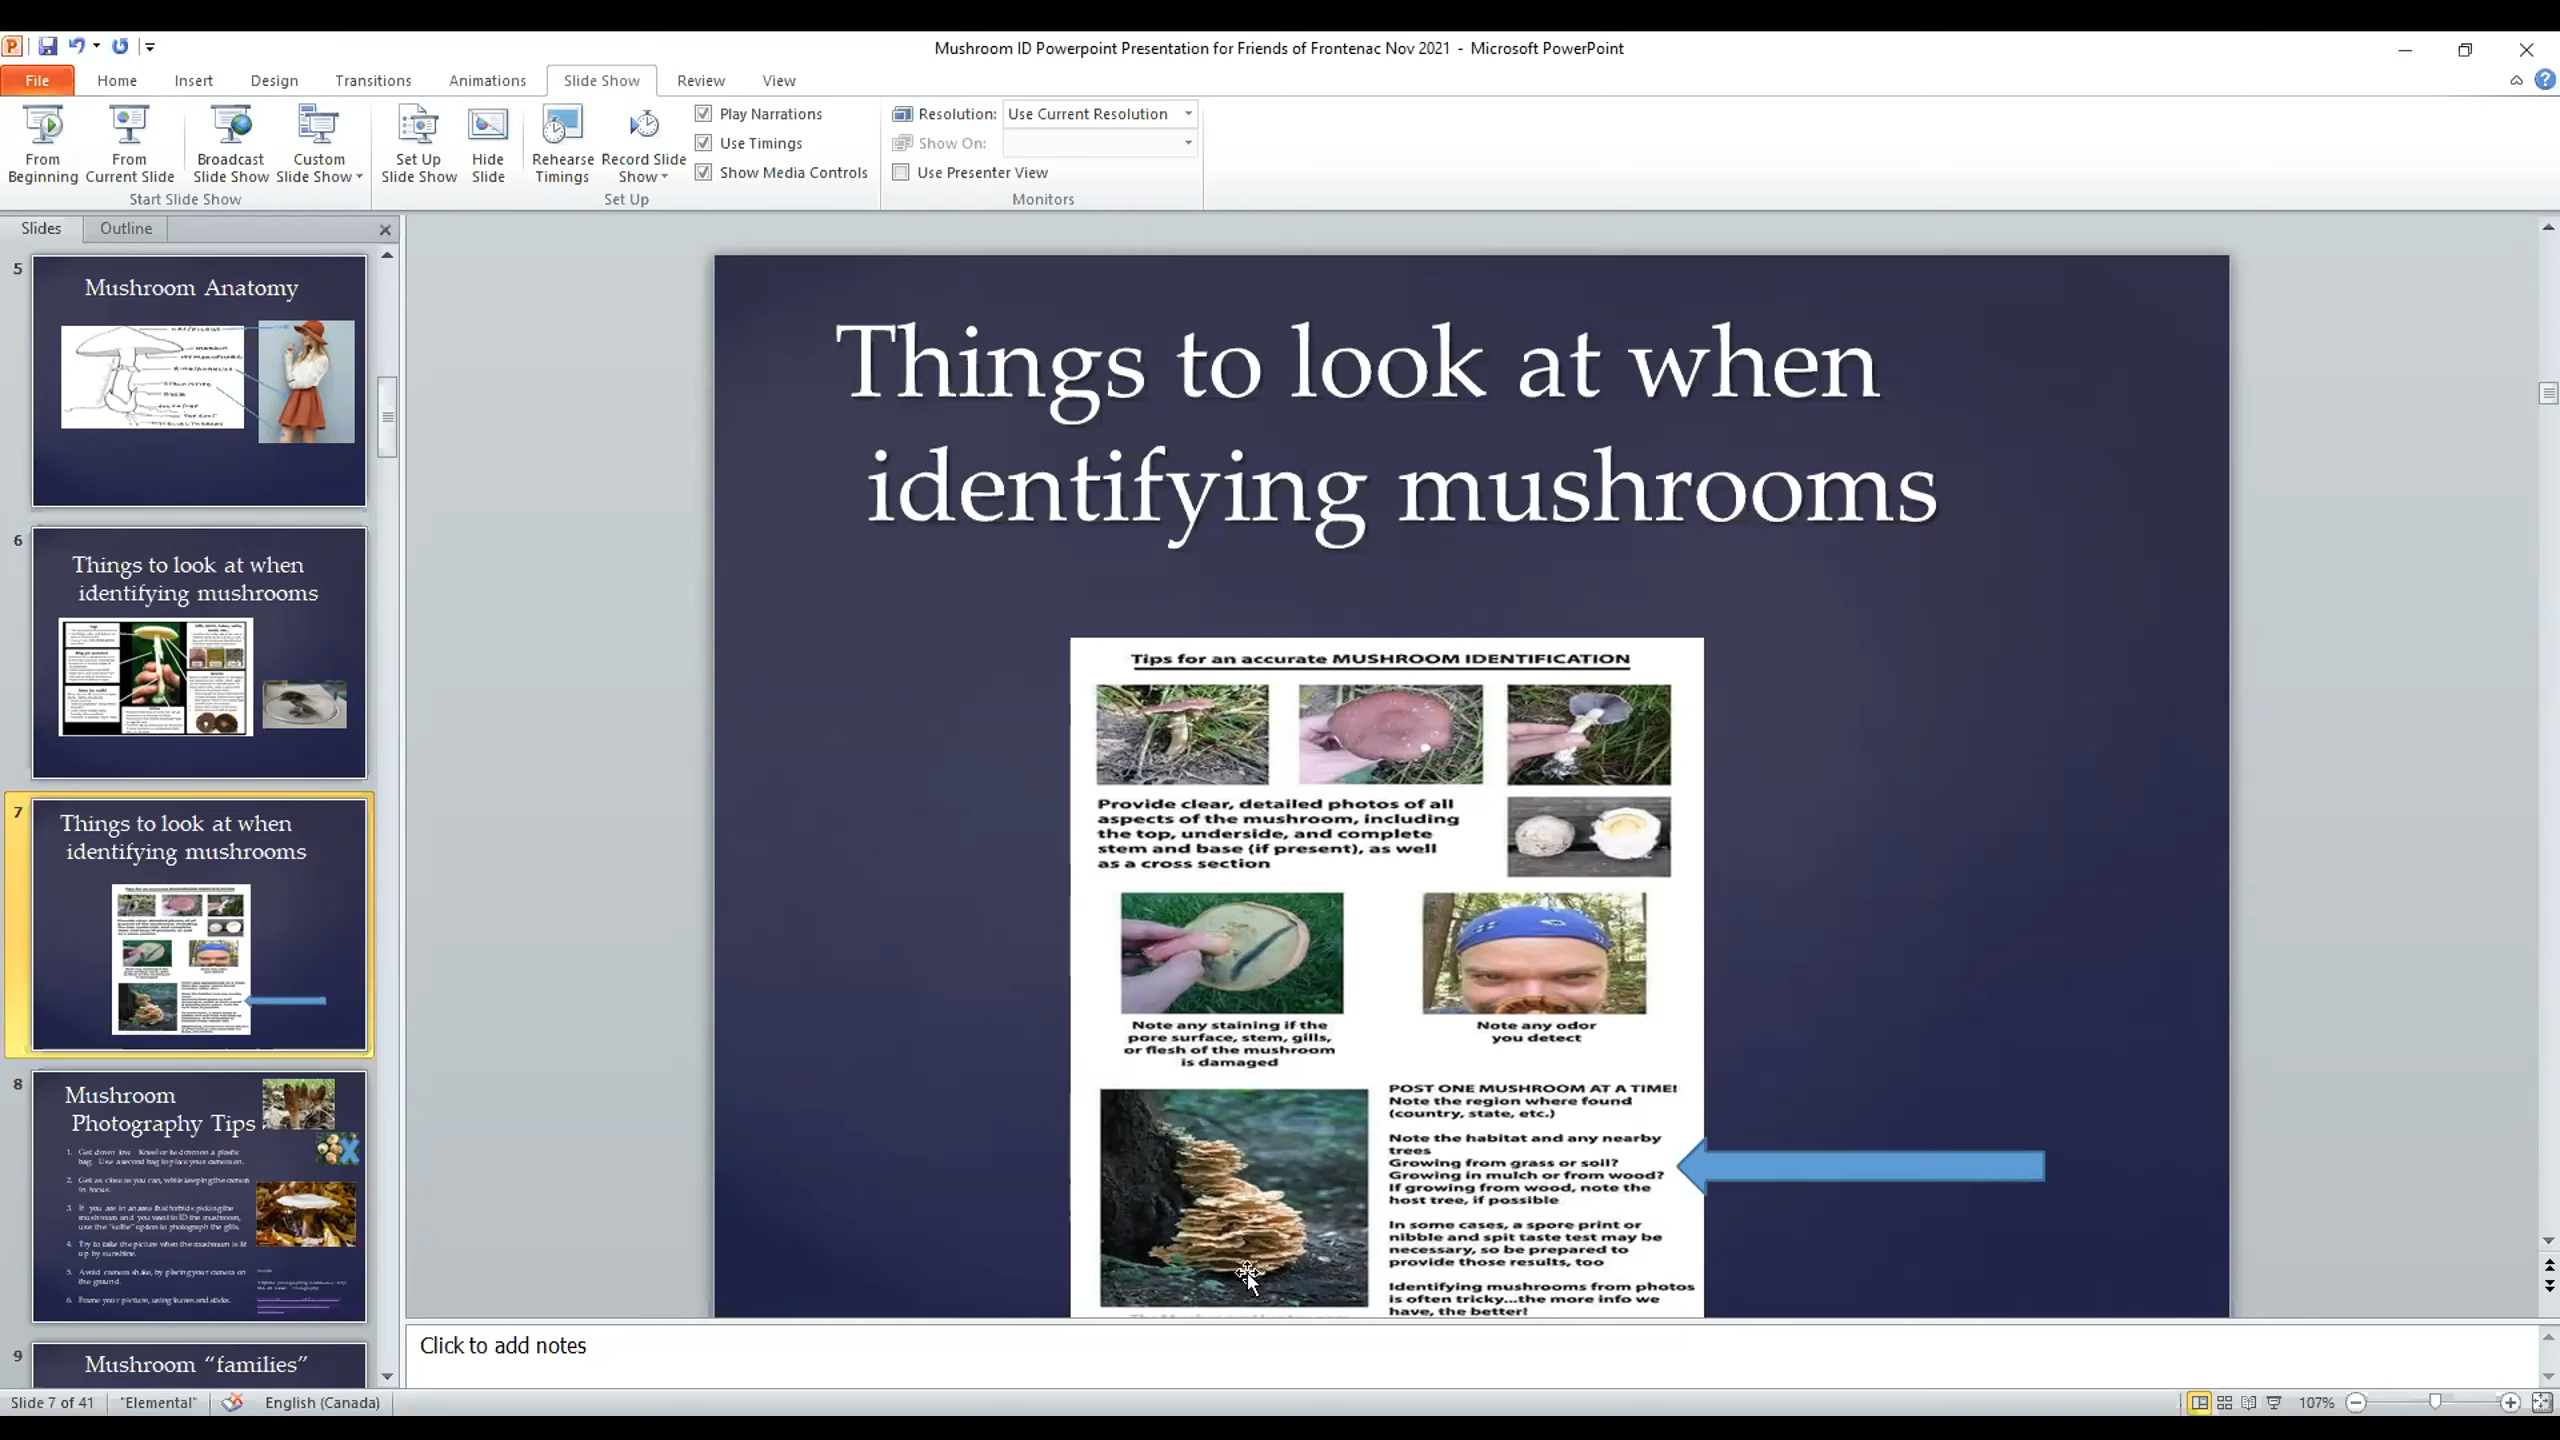 Mushroom ID Powerpoint Presentation for Friends of Frontenac Nov 2021 - Microsoft PowerPoint
File Home Insert Design Transitions Animations Slide Show Review View
From Beginning
From Current Slide
Broadcast Slide Show
Custom Slide Show
Start Slide Show
Set Up Slide Show
Hide Slide
Rehearse Timings
Record Slide Show
Play Narrations
Use Timings
Show Media Controls
Set Up
Resolution: Use Current Resolution
Show On:
Use Presenter View
Monitors
Slides Outline
5
Mushroom Anatomy
6
Things to look at when
identifying mushrooms
7
Things to look at when
identifying mushrooms
8
Mushroom
Photography Tips
9
Mushroom “families”
Things to look at when
identifying mushrooms
Tips for an accurate MUSHROOM IDENTIFICATION
Provide clear, detailed photos of all
aspects of the mushroom, including
the top, underside, and complete
stem and base (if present), as well
as a cross section
Note any staining if the
pore surface, stem, gills,
or flesh of the mushroom
is damaged
Note any odor
you detect
POST ONE MUSHROOM AT A TIME!
Note the region where found
(country, state, etc.)
Note the habitat and any nearby
trees
Growing from grass or soil?
Growing in mulch or from wood?
If growing from wood, note the
host tree, if possible
In some cases, a spore print or
nibble and spit taste test may be
necessary, so be prepared to
provide those results, too
Identifying mushrooms from photos
is often tricky...the more info we
have, the better!
Click to add notes
Slide 7 of 41 "Elemental" English (Canada) 107%